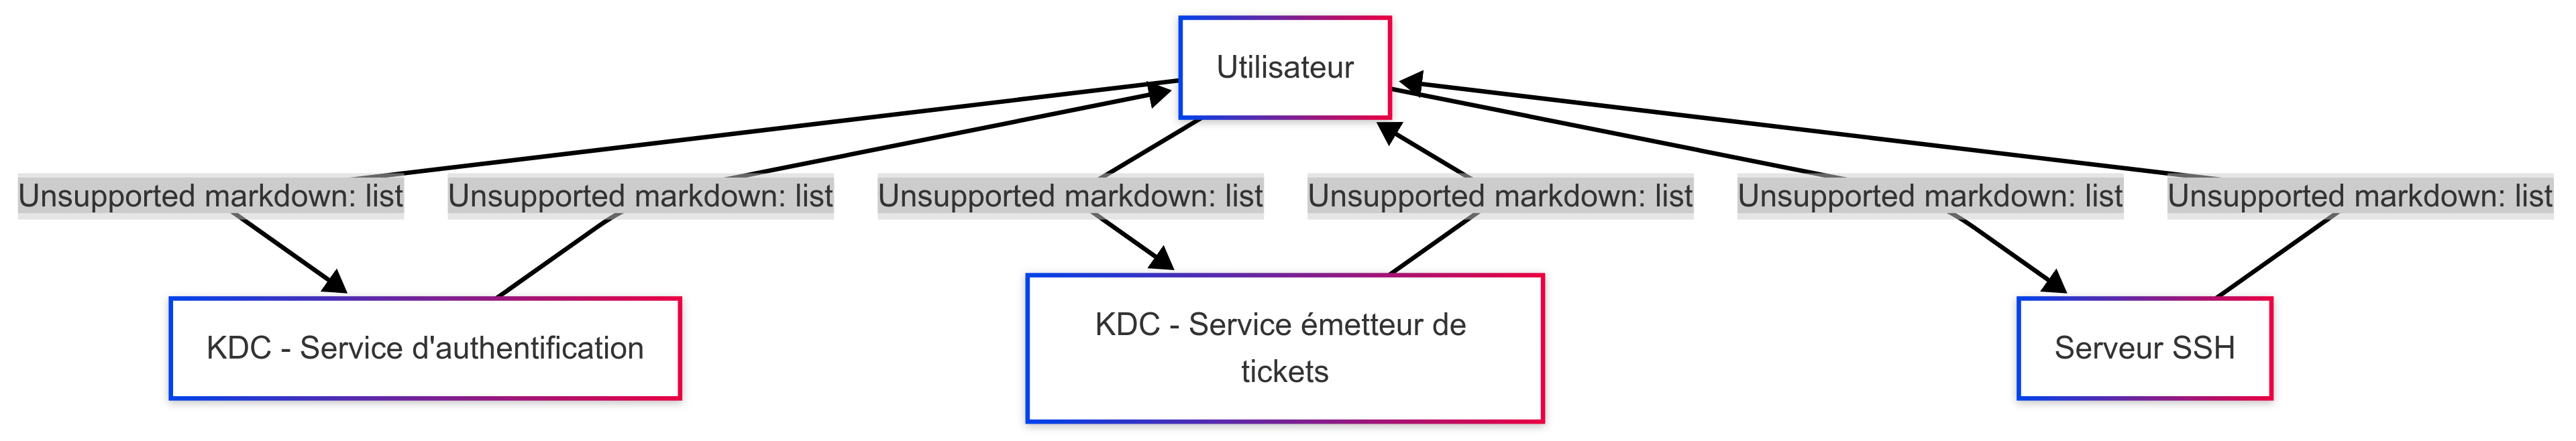 Utilisateur
Unsupported markdown: list
Unsupported markdown: list
Unsupported markdown: list
Unsupported markdown: list
Unsupported markdown: list
Unsupported markdown: list
KDC - Service d'authentification
KDC - Service émetteur de
tickets
Serveur SSH